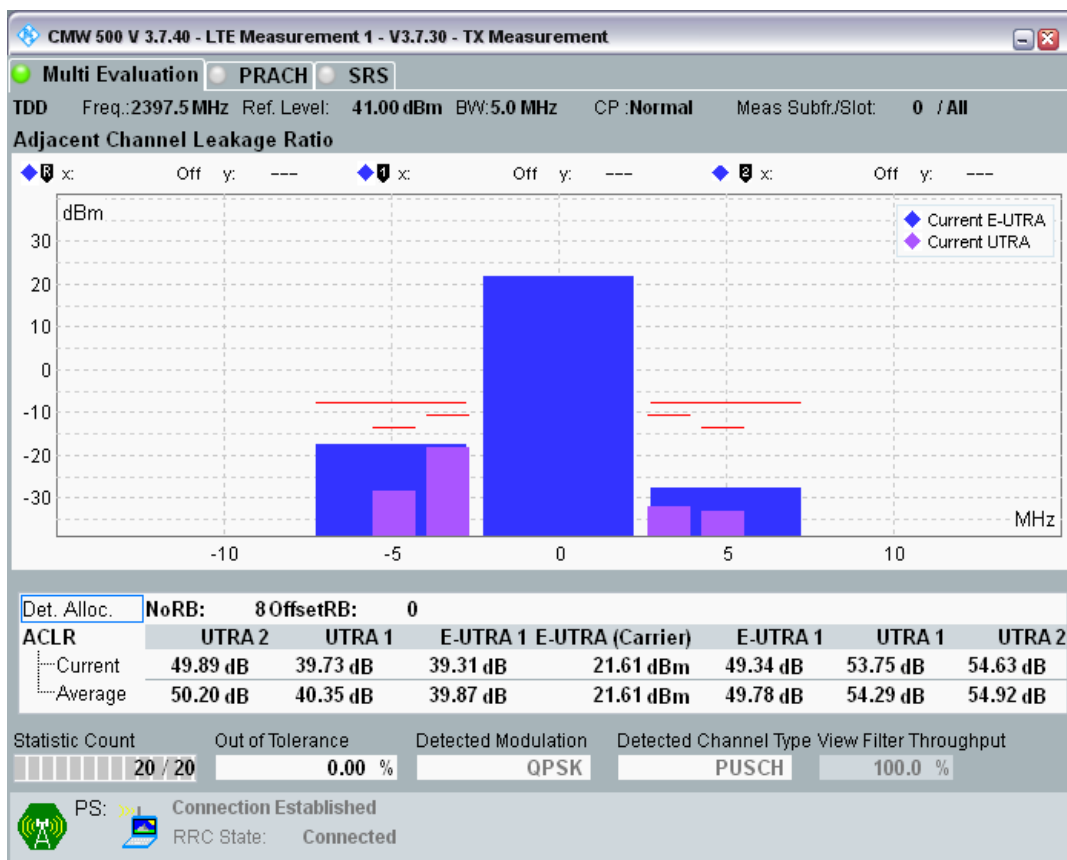 CMW 500 V 3.7.40 - LTE Measurement 1 - V3.7.30 - TX Measurement
Multi Evaluation PRACH SRS
TDD Freq.:2397.5 MHz Ref. Level: 41.00 dBm BW:5.0 MHz CP :Normal Meas Subfr./Slot: 0 / All
Adjacent Channel Leakage Ratio
R x: Off y: --- 1 x: Off y: --- 2 x: Off y: ---
dBm
Current E-UTRA
Current UTRA
30
20
10
0
-10
-20
-30
MHz
-10 -5 0 5 10
Det. Alloc. NoRB: 8 OffsetRB: 0
ACLR UTRA 2 UTRA 1 E-UTRA 1 E-UTRA (Carrier) E-UTRA 1 UTRA 1 UTRA 2
Current 49.89 dB 39.73 dB 39.31 dB 21.61 dBm 49.34 dB 53.75 dB 54.63 dB
Average 50.20 dB 40.35 dB 39.87 dB 21.61 dBm 49.78 dB 54.29 dB 54.92 dB
Statistic Count Out of Tolerance Detected Modulation Detected Channel Type View Filter Throughput
20 / 20 0.00 % QPSK PUSCH 100.0 %
PS: Connection Established
RRC State: Connected